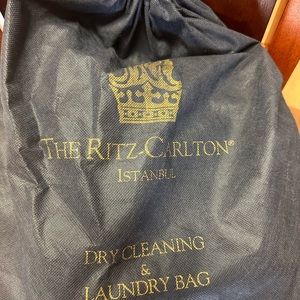 THE RITZ-CARLTON®
ISTANBUL
DRY CLEANING
&
LAUNDRY BAG